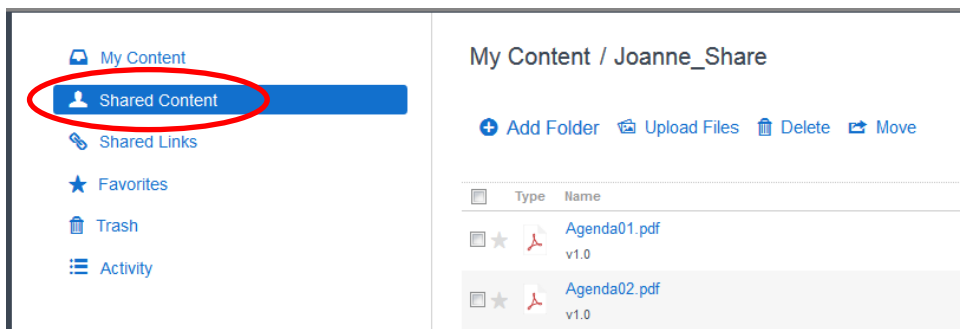 My Content
Shared Content
Shared Links
Favorites
Trash
Activity
My Content / Joanne_Share
Add Folder Upload Files Delete Move
Type Name
Agenda01.pdf
v1.0
Agenda02.pdf
v1.0